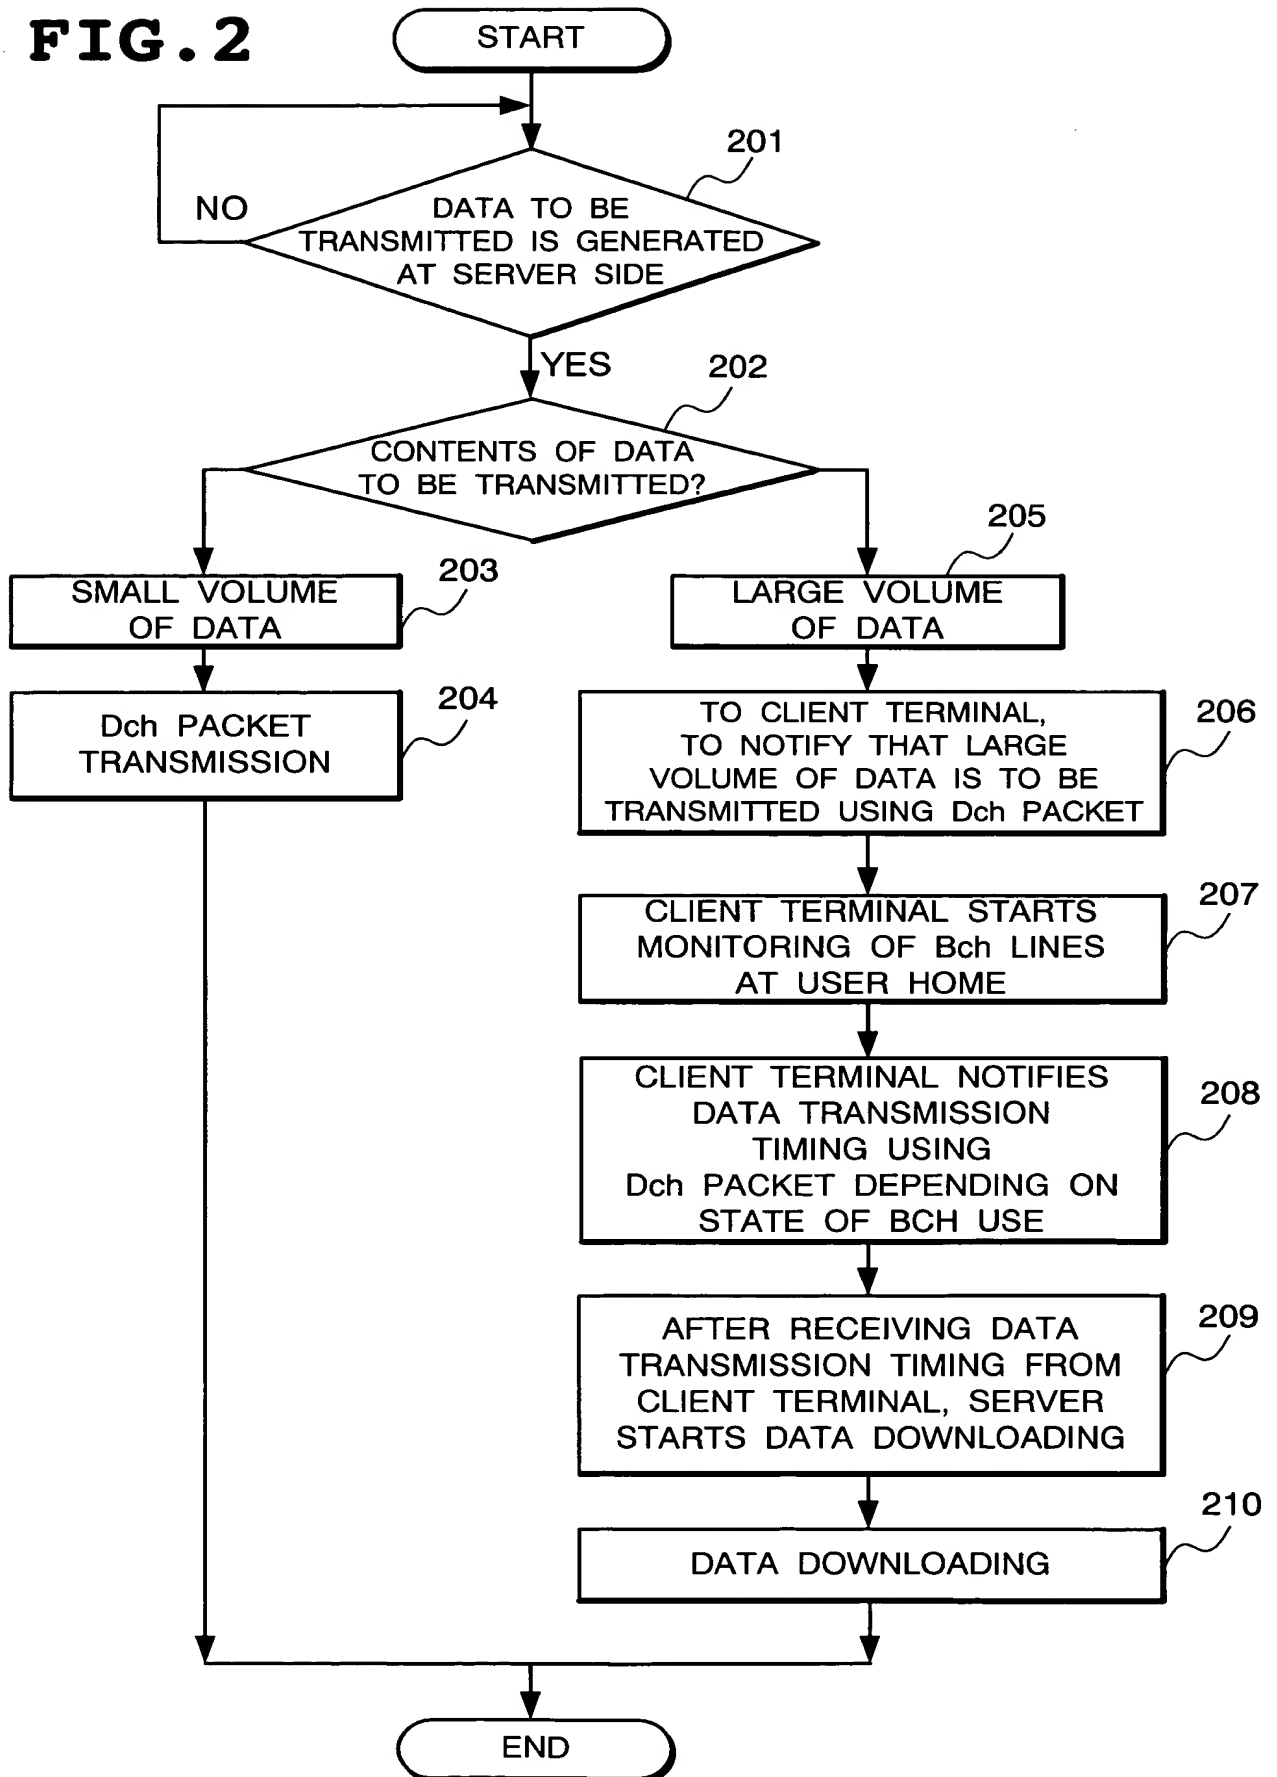 FIG.2
START
201
NO
DATA TO BE
TRANSMITTED IS GENERATED
AT SERVER SIDE
YES
202
CONTENTS OF DATA
TO BE TRANSMITTED?
203
SMALL VOLUME
OF DATA
204
Dch PACKET
TRANSMISSION
205
LARGE VOLUME
OF DATA
206
TO CLIENT TERMINAL,
TO NOTIFY THAT LARGE
VOLUME OF DATA IS TO BE
TRANSMITTED USING Dch PACKET
207
CLIENT TERMINAL STARTS
MONITORING OF Bch LINES
AT USER HOME
208
CLIENT TERMINAL NOTIFIES
DATA TRANSMISSION
TIMING USING
Dch PACKET DEPENDING ON
STATE OF BCH USE
209
AFTER RECEIVING DATA
TRANSMISSION TIMING FROM
CLIENT TERMINAL, SERVER
STARTS DATA DOWNLOADING
210
DATA DOWNLOADING
END